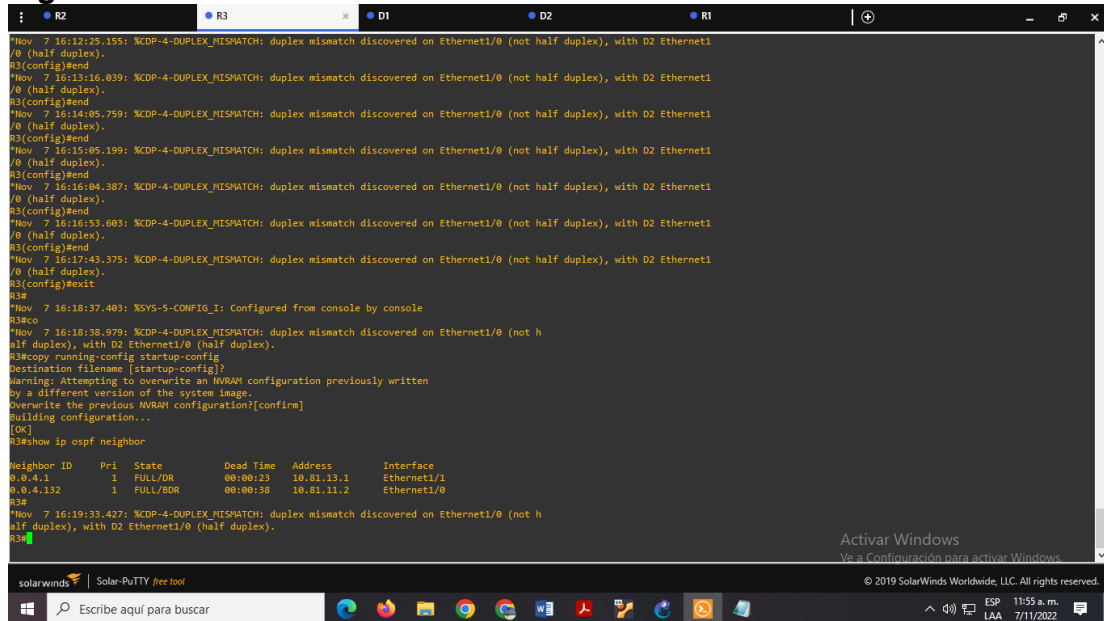 R2
R3
D1
D2
R1
*Nov  7 16:12:25.155: %CDP-4-DUPLEX_MISMATCH: duplex mismatch discovered on Ethernet1/0 (not half duplex), with D2 Ethernet1
/0 (half duplex).
R3(config)#end
*Nov  7 16:13:16.039: %CDP-4-DUPLEX_MISMATCH: duplex mismatch discovered on Ethernet1/0 (not half duplex), with D2 Ethernet1
/0 (half duplex).
R3(config)#end
*Nov  7 16:14:05.759: %CDP-4-DUPLEX_MISMATCH: duplex mismatch discovered on Ethernet1/0 (not half duplex), with D2 Ethernet1
/0 (half duplex).
R3(config)#end
*Nov  7 16:15:05.199: %CDP-4-DUPLEX_MISMATCH: duplex mismatch discovered on Ethernet1/0 (not half duplex), with D2 Ethernet1
/0 (half duplex).
R3(config)#end
*Nov  7 16:16:04.387: %CDP-4-DUPLEX_MISMATCH: duplex mismatch discovered on Ethernet1/0 (not half duplex), with D2 Ethernet1
/0 (half duplex).
R3(config)#end
*Nov  7 16:16:53.603: %CDP-4-DUPLEX_MISMATCH: duplex mismatch discovered on Ethernet1/0 (not half duplex), with D2 Ethernet1
/0 (half duplex).
R3(config)#end
*Nov  7 16:17:43.375: %CDP-4-DUPLEX_MISMATCH: duplex mismatch discovered on Ethernet1/0 (not half duplex), with D2 Ethernet1
/0 (half duplex).
R3(config)#exit
R3#
*Nov  7 16:18:37.403: %SYS-5-CONFIG_I: Configured from console by console
R3#co
*Nov  7 16:18:38.979: %CDP-4-DUPLEX_MISMATCH: duplex mismatch discovered on Ethernet1/0 (not h
alf duplex), with D2 Ethernet1/0 (half duplex).
R3#copy running-config startup-config
Destination filename [startup-config]?
Warning: Attempting to overwrite an NVRAM configuration previously written
by a different version of the system image.
Overwrite the previous NVRAM configuration?[confirm]
Building configuration...
[OK]
R3#show ip ospf neighbor
Neighbor ID     Pri   State           Dead Time   Address         Interface
0.0.4.1           1   FULL/DR         00:00:23    10.81.13.1      Ethernet1/1
0.0.4.132         1   FULL/BDR        00:00:38    10.81.11.2      Ethernet1/0
R3#
*Nov  7 16:19:33.427: %CDP-4-DUPLEX_MISMATCH: duplex mismatch discovered on Ethernet1/0 (not h
alf duplex), with D2 Ethernet1/0 (half duplex).
R3#
Activar Windows
Ve a Configuración para activar Windows.
solarwinds | Solar-PuTTY free tool
© 2019 SolarWinds Worldwide, LLC. All rights reserved.
Escribe aquí para buscar
ESP 11:55 a. m.
LAA 7/11/2022